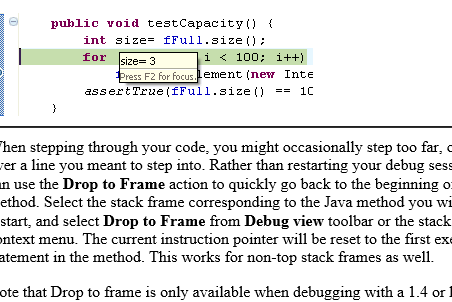 public void testCapacity() {
int size= fFull.size();
for i < 100; i++)
size= 3
Press F2 for focus.
lement(new Inte
assertTrue(fFull.size() == 10
}
hen stepping through your code, you might occasionally step too far, o
er a line you meant to step into. Rather than restarting your debug sess
n use the Drop to Frame action to quickly go back to the beginning o
ethod. Select the stack frame corresponding to the Java method you wi
start, and select Drop to Frame from Debug view toolbar or the stack
ntext menu. The current instruction pointer will be reset to the first exe
atement in the method. This works for non-top stack frames as well.
ote that Drop to frame is only available when debugging with a 1.4 or